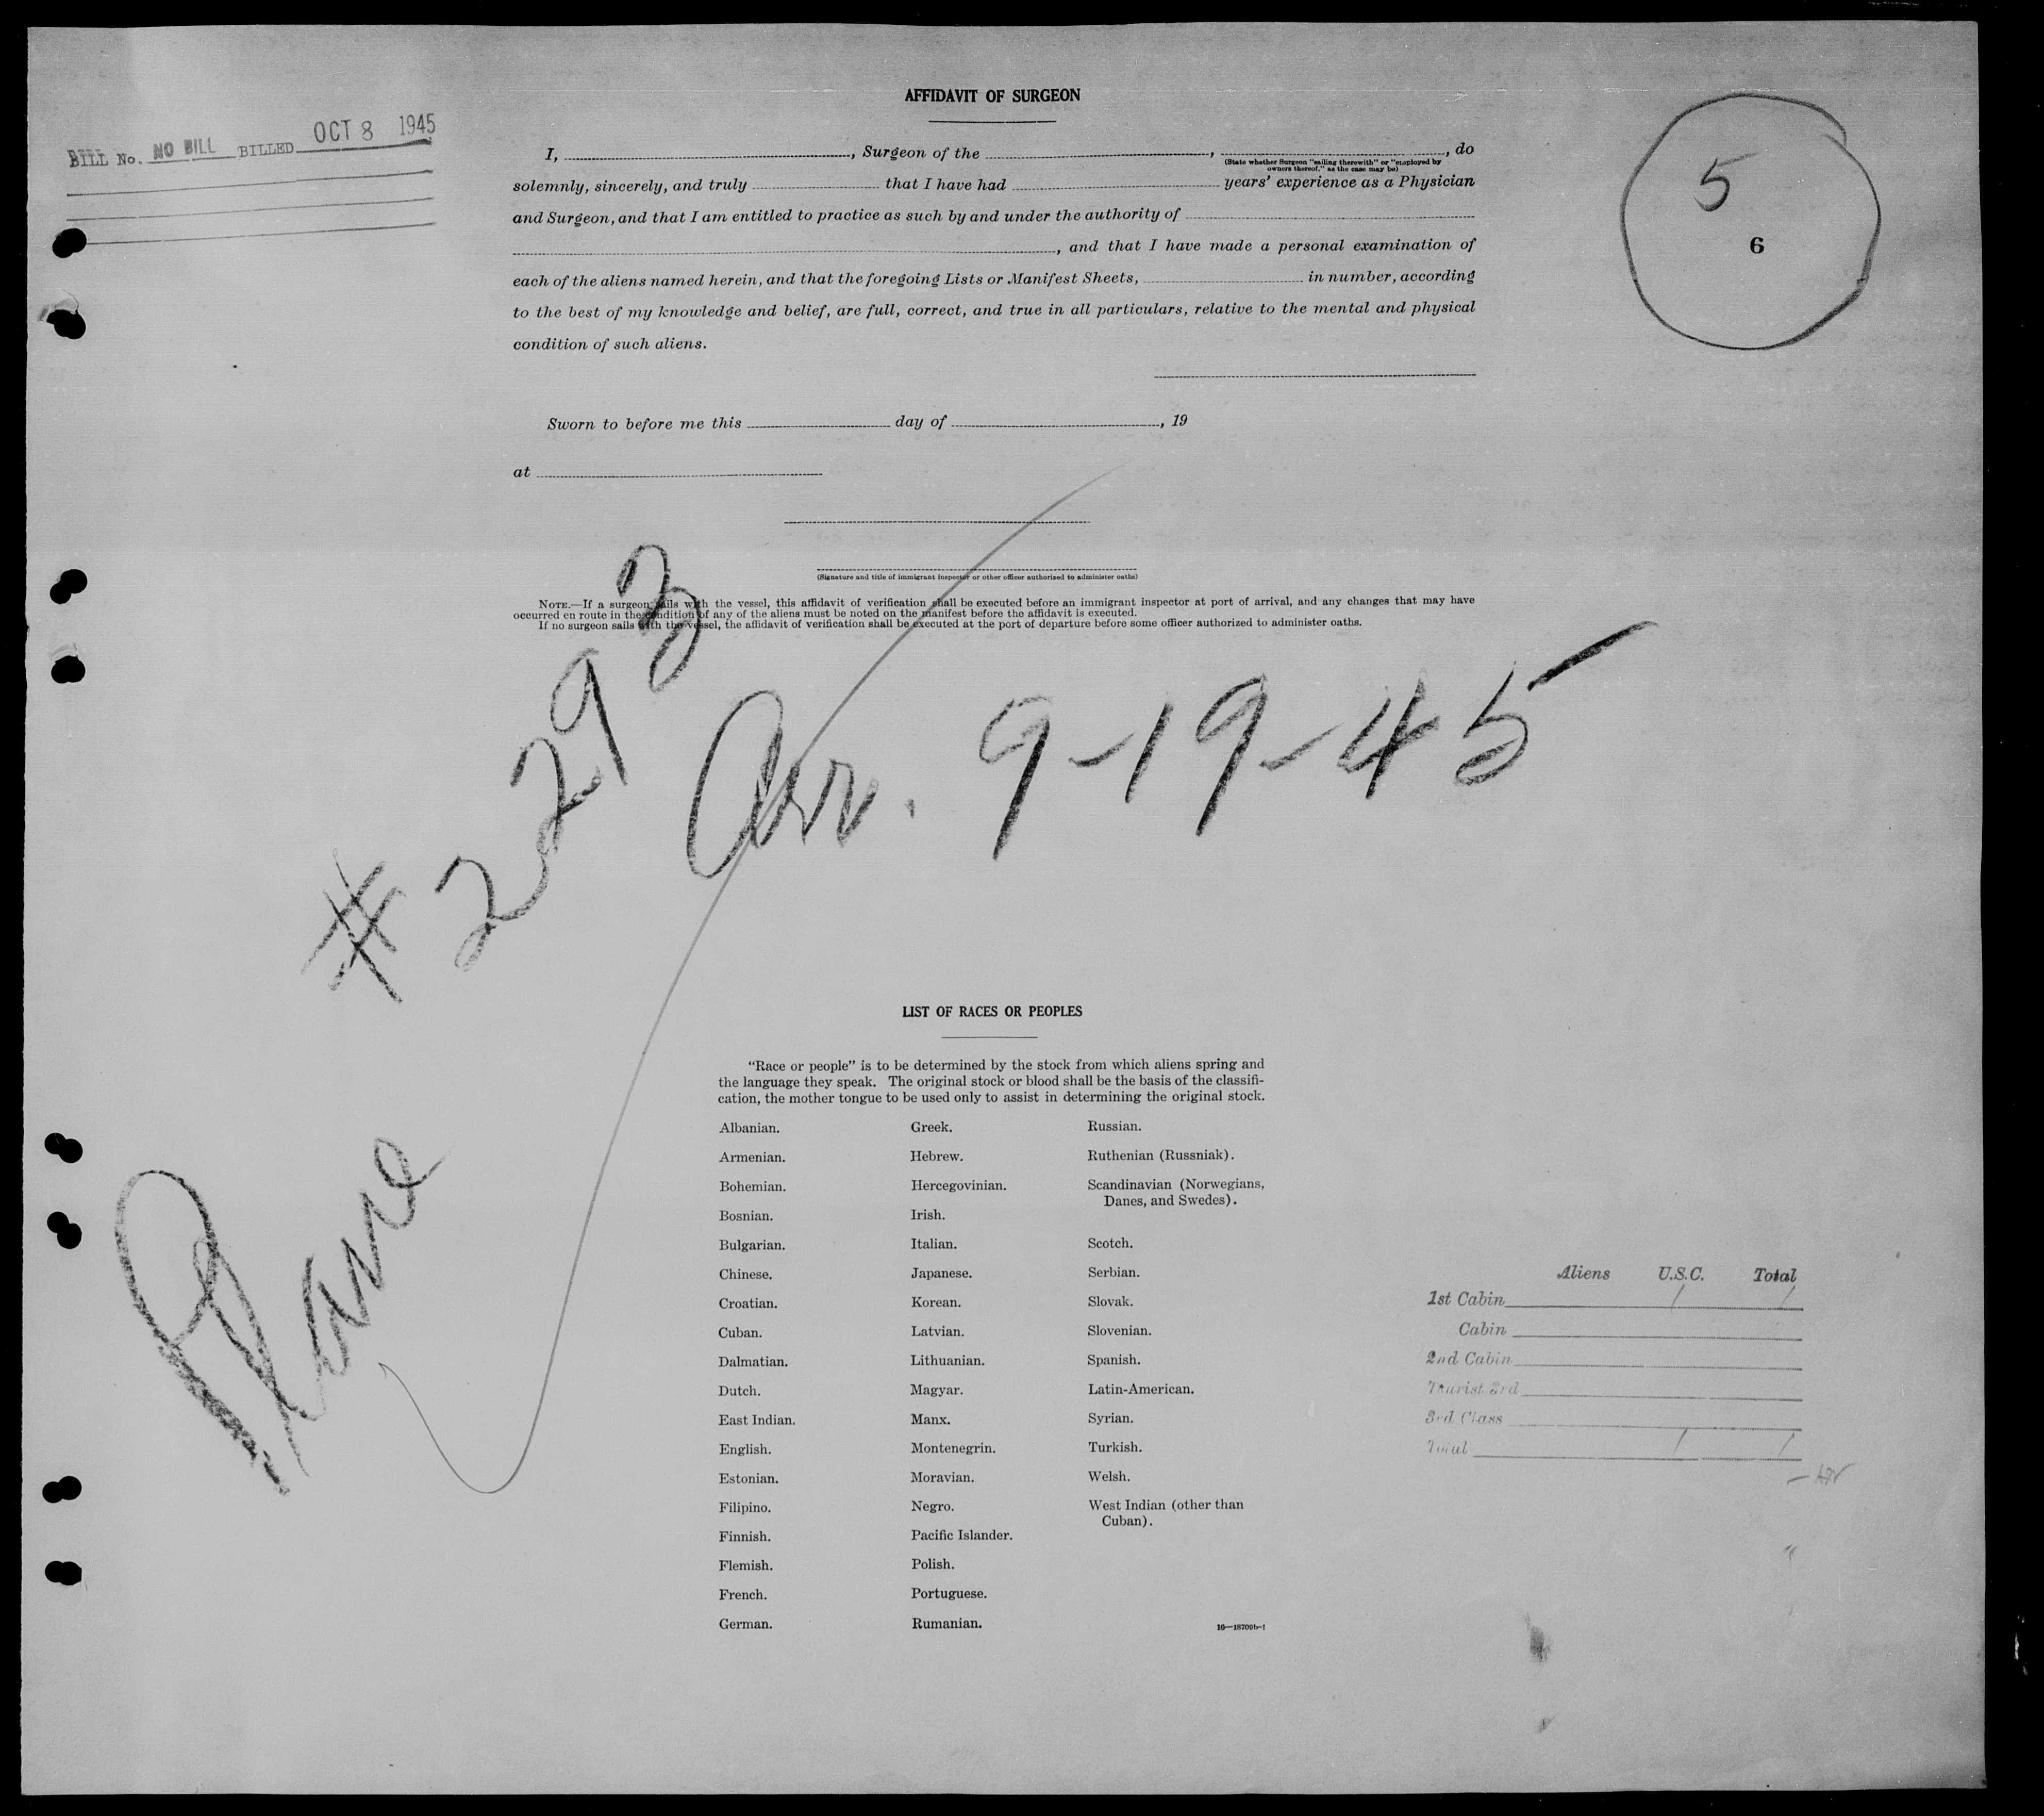 AFFIDAVIT OF SURGEON
BILL No. NO BILL BILLED OCT 8 1945
I, , Surgeon of the , , do
(State whether Surgeon "sailing therewith" or "employed by
owners thereof," as the case may be)
solemnly, sincerely, and truly that I have had years' experience as a Physician
and Surgeon, and that I am entitled to practice as such by and under the authority of
, and that I have made a personal examination of
each of the aliens named herein, and that the foregoing Lists or Manifest Sheets, in number, according
to the best of my knowledge and belief, are full, correct, and true in all particulars, relative to the mental and physical
condition of such aliens.
5
6
Sworn to before me this day of , 19
at
(Signature and title of immigrant inspector or other officer authorized to administer oaths)
NOTE.—If a surgeon sails with the vessel, this affidavit of verification shall be executed before an immigrant inspector at port of arrival, and any changes that may have
occurred en route in the condition of any of the aliens must be noted on the manifest before the affidavit is executed.
If no surgeon sails with the vessel, the affidavit of verification shall be executed at the port of departure before some officer authorized to administer oaths.
Plane # 2293
Arr. 9-19-45
LIST OF RACES OR PEOPLES
"Race or people" is to be determined by the stock from which aliens spring and
the language they speak. The original stock or blood shall be the basis of the classifi-
cation, the mother tongue to be used only to assist in determining the original stock.
Albanian.
Armenian.
Bohemian.
Bosnian.
Bulgarian.
Chinese.
Croatian.
Cuban.
Dalmatian.
Dutch.
East Indian.
English.
Estonian.
Filipino.
Finnish.
Flemish.
French.
German.
Greek.
Hebrew.
Hercegovinian.
Irish.
Italian.
Japanese.
Korean.
Latvian.
Lithuanian.
Magyar.
Manx.
Montenegrin.
Moravian.
Negro.
Pacific Islander.
Polish.
Portuguese.
Rumanian.
Russian.
Ruthenian (Russniak).
Scandinavian (Norwegians,
Danes, and Swedes).
Scotch.
Serbian.
Slovak.
Slovenian.
Spanish.
Latin-American.
Syrian.
Turkish.
Welsh.
West Indian (other than
Cuban).
Aliens U.S.C. Total
1st Cabin / /
Cabin
2nd Cabin
Tourist 3rd
3rd Class
Total / /